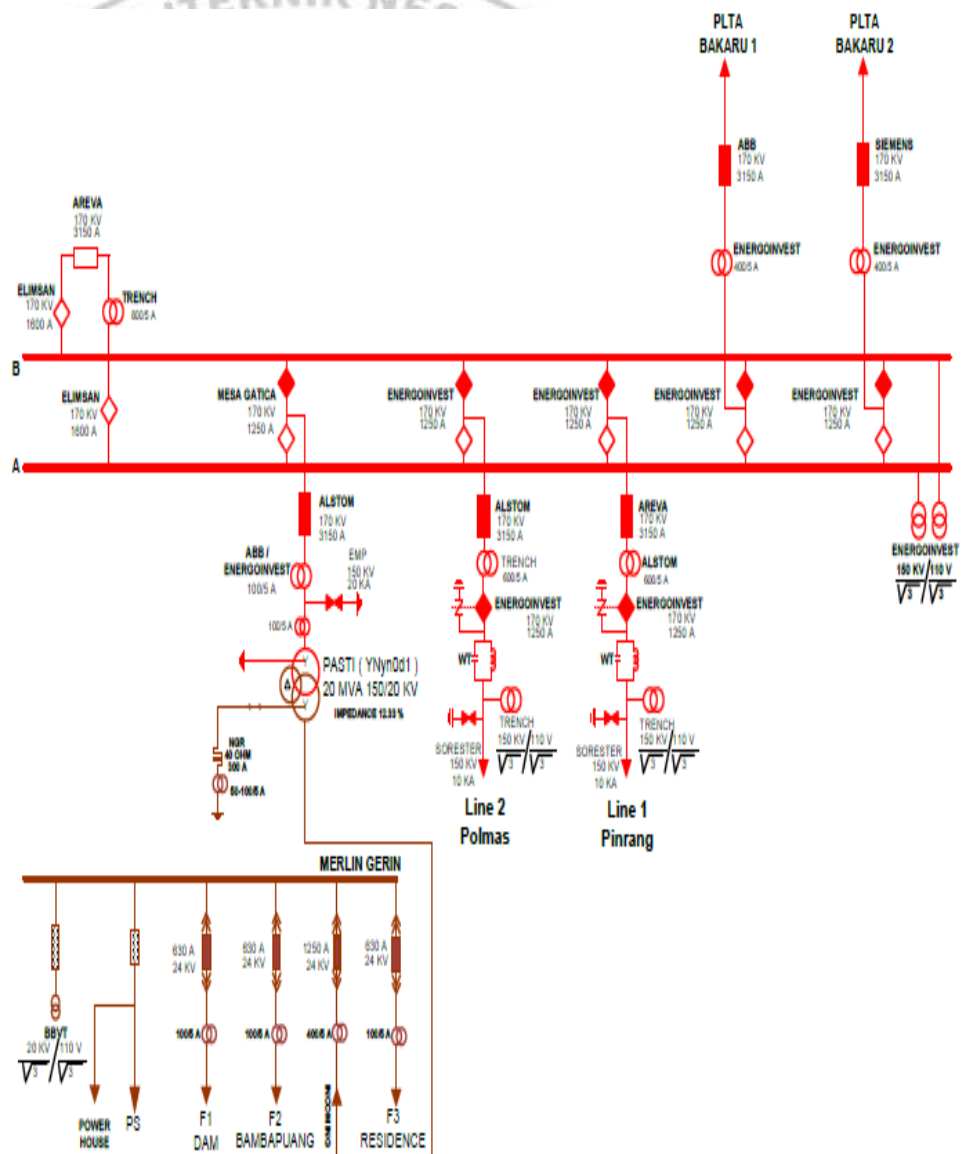 ITEKNIK NEG
PLTA
BAKARU 1
PLTA
BAKARU 2
ABB
170 KV
3150 A
SIEMENS
170 KV
3150 A
AREVA
170 KV
3150 A
ENERGOINVEST
400/5 A
ENERGOINVEST
400/5 A
ELIMSAN
170 KV
1600 A
TRENCH
600/5 A
B
ELIMSAN
170 KV
1600 A
MESA GATICA
170 KV
1250 A
ENERGOINVEST
170 KV
1250 A
ENERGOINVEST
170 KV
1250 A
ENERGOINVEST
170 KV
1250 A
ENERGOINVEST
170 KV
1250 A
A
ALSTOM
170 KV
3150 A
ALSTOM
170 KV
3150 A
AREVA
170 KV
3150 A
ENERGOINVEST
150 KV / 110 V
√3 / √3
ABB /
ENERGOINVEST
100/5 A
EMP
150 KV
20 KA
TRENCH
600/5 A
ALSTOM
600/5 A
ENERGOINVEST
170 KV
1250 A
ENERGOINVEST
170 KV
1250 A
100/5 A
WT
WT
PASTI ( YNyn0d1 )
20 MVA 150/20 KV
IMPEDANCE 12.33 %
Y
Δ
Y
NGR
40 OHM
300 A
50-100/5 A
TRENCH
150 KV / 110 V
√3 / √3
SORESTER
150 KV
10 KA
TRENCH
150 KV / 110 V
√3 / √3
SORESTER
150 KV
10 KA
Line 2
Polmas
Line 1
Pinrang
MERLIN GERIN
630 A
24 KV
630 A
24 KV
1250 A
24 KV
630 A
24 KV
BBVT
20 KV / 110 V
√3 / √3
100/5 A
100/5 A
400/5 A
100/5 A
POWER
HOUSE
PS
F1
DAM
F2
BAMBAPUANG
F3
RESIDENCE